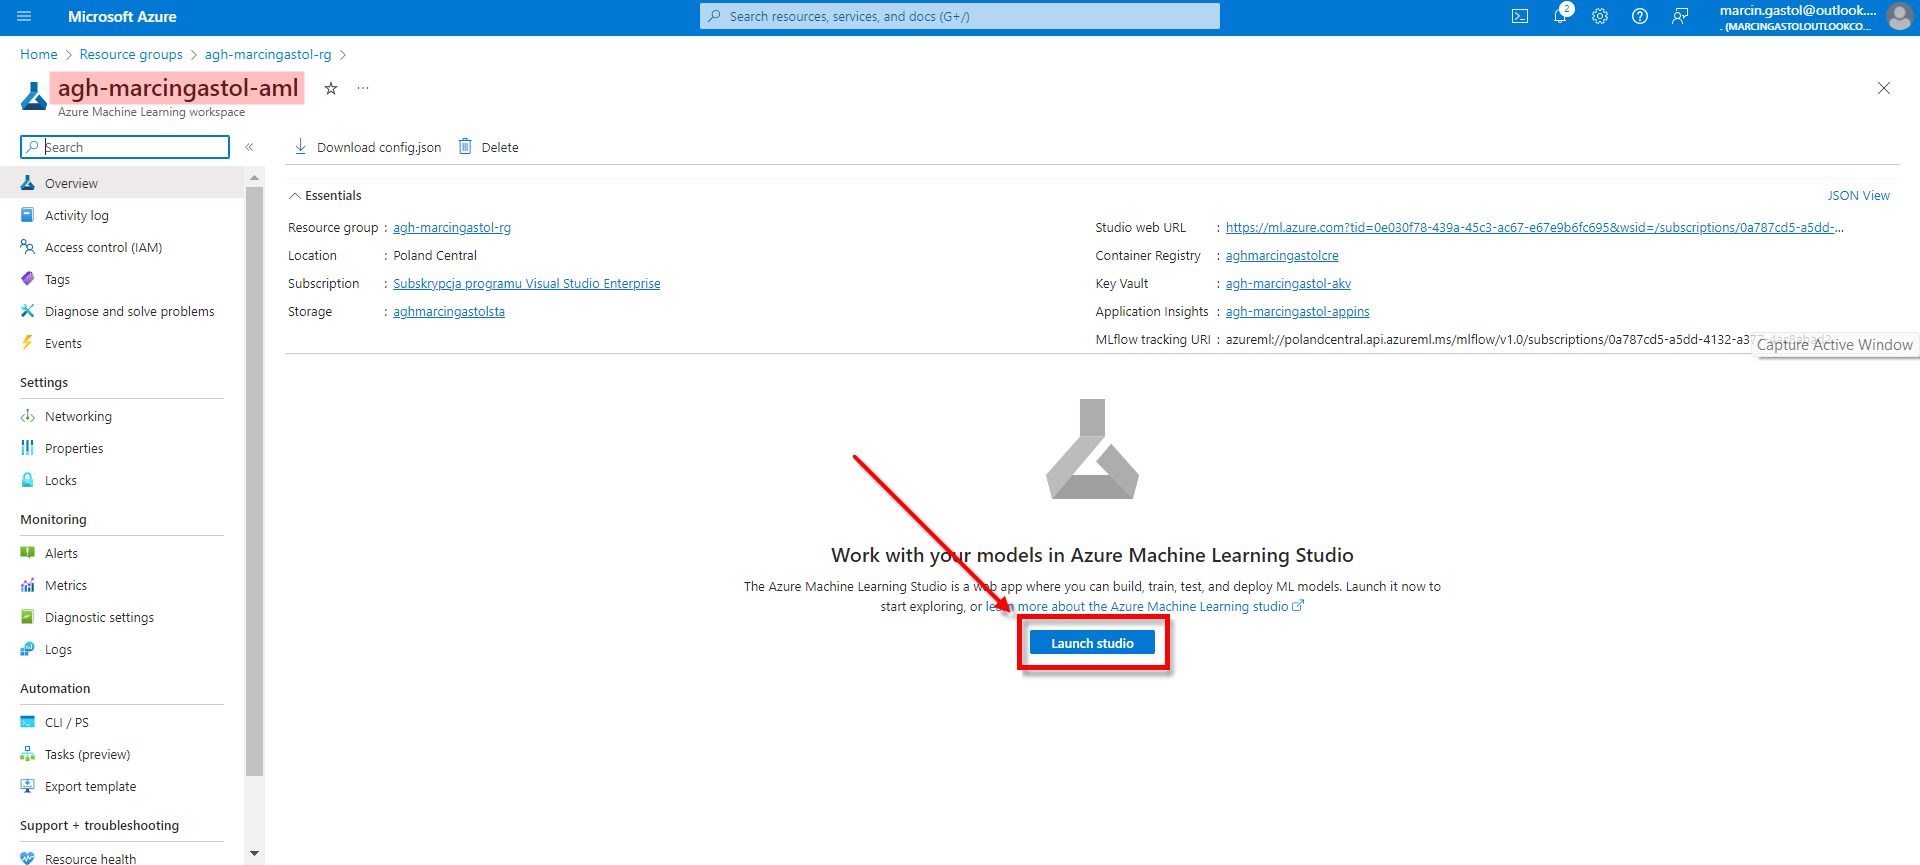 Microsoft Azure
Search resources, services, and docs (G+/)
2
marcin.gastol@outlook....
. (MARCINGASTOLOUTLOOKCO...
Home > Resource groups > agh-marcingastol-rg >
agh-marcingastol-aml
Azure Machine Learning workspace
Search
Download config.json
Delete
Overview
Activity log
Access control (IAM)
Tags
Diagnose and solve problems
Events
Settings
Networking
Properties
Locks
Monitoring
Alerts
Metrics
Diagnostic settings
Logs
Automation
CLI / PS
Tasks (preview)
Export template
Support + troubleshooting
Resource health
Essentials
JSON View
Resource group : agh-marcingastol-rg
Location : Poland Central
Subscription : Subskrypcja programu Visual Studio Enterprise
Storage : aghmarcingastolsta
Studio web URL : https://ml.azure.com?tid=0e030f78-439a-45c3-ac67-e67e9b6fc695&wsid=/subscriptions/0a787cd5-a5dd-...
Container Registry : aghmarcingastolcre
Key Vault : agh-marcingastol-akv
Application Insights : agh-marcingastol-appins
MLflow tracking URI : azureml://polandcentral.api.azureml.ms/mlflow/v1.0/subscriptions/0a787cd5-a5dd-4132-a3
Capture Active Window
Work with your models in Azure Machine Learning Studio
The Azure Machine Learning Studio is a web app where you can build, train, test, and deploy ML models. Launch it now to
start exploring, or learn more about the Azure Machine Learning studio
Launch studio